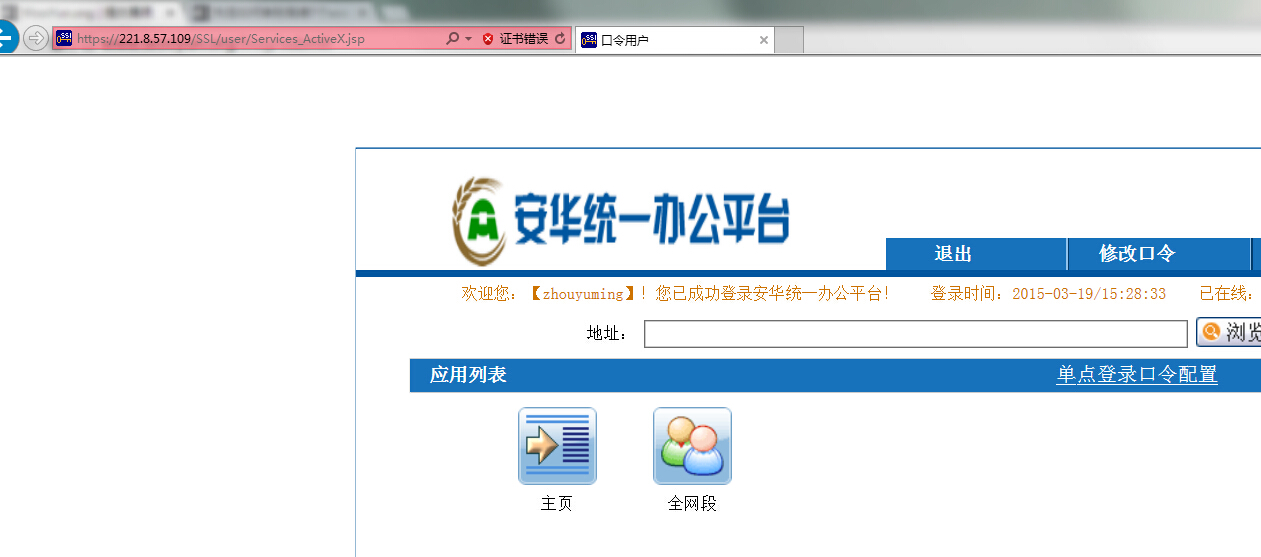 https://221.8.57.109/SSL/user/Services_ActiveX.jsp 证书错误 口令用户
安华统一办公平台
退出 修改口令
欢迎您:【zhouyuming】! 您已成功登录安华统一办公平台! 登录时间: 2015-03-19/15:28:33 已在线:
地址: 浏览
应用列表 单点登录口令配置
主页 全网段